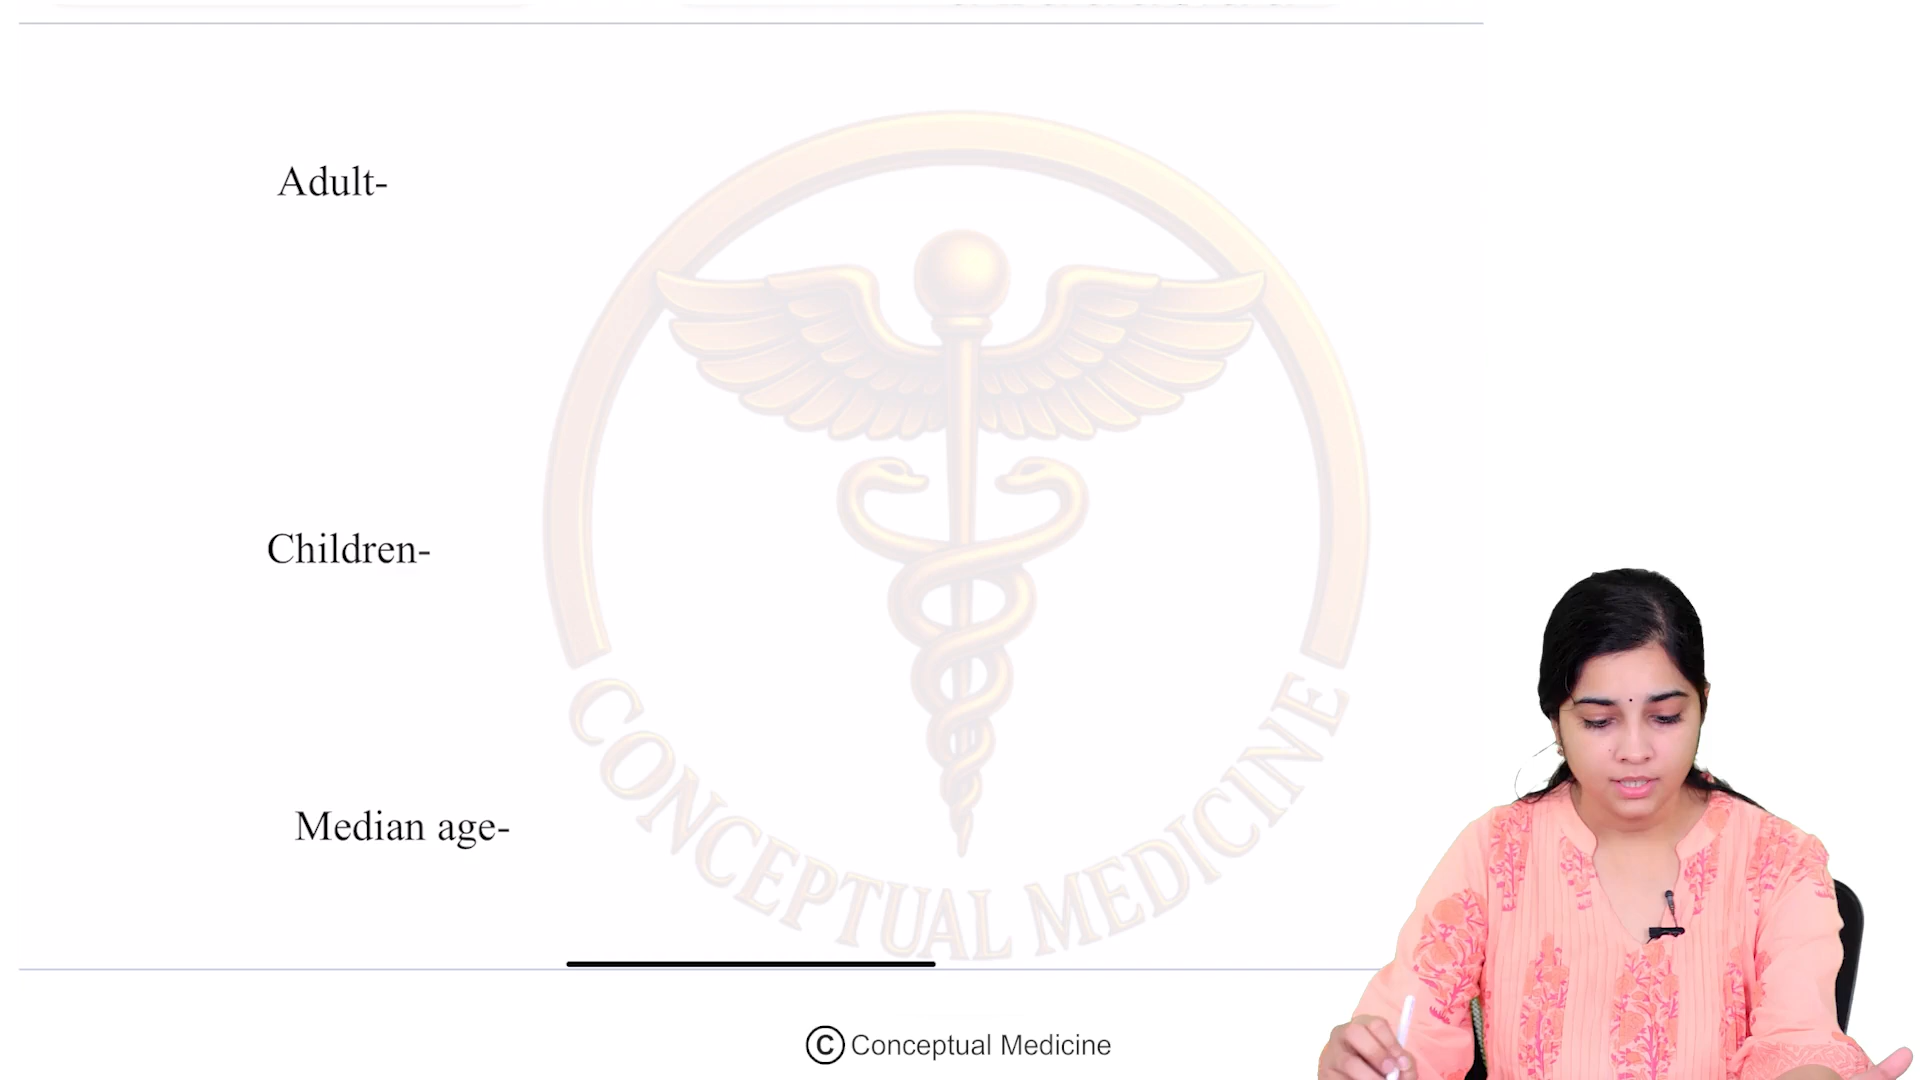 Adult-
Children-
Median age-
CONCEPTUAL MEDICINE
© Conceptual Medicine